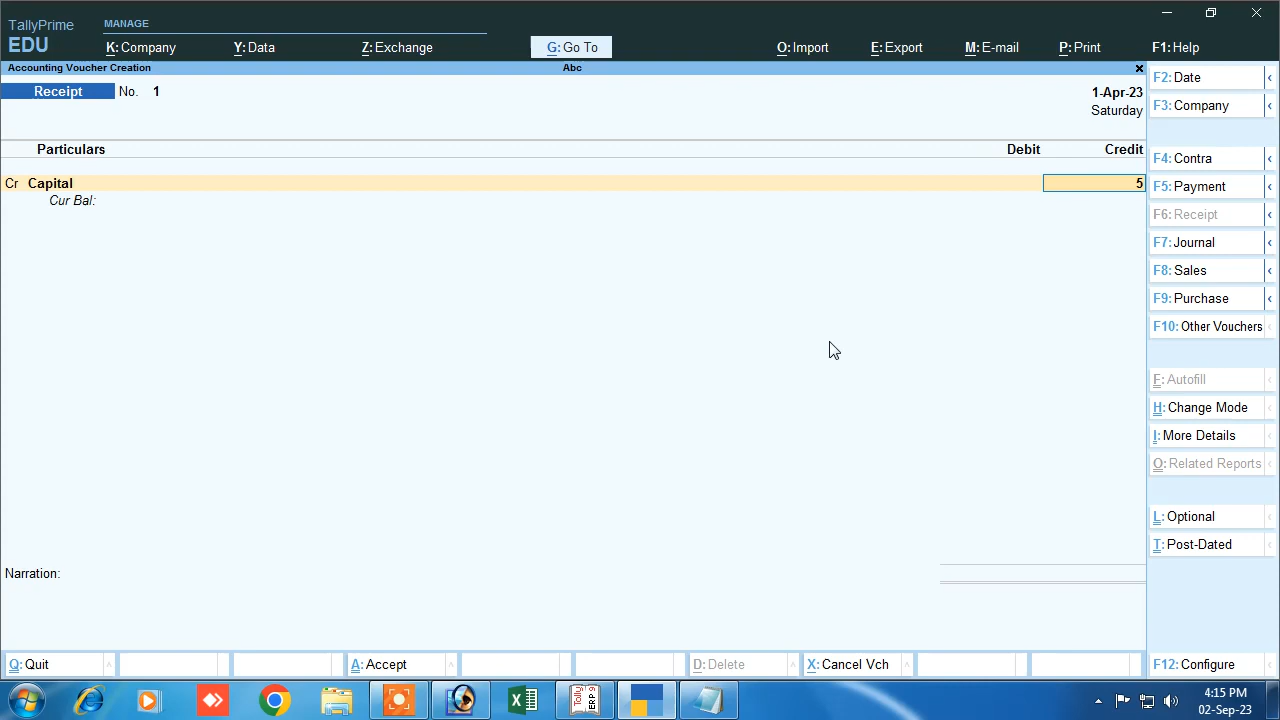 TallyPrime
EDU
MANAGE
K: Company
Y: Data
Z: Exchange
G: Go To
O: Import
E: Export
M: E-mail
P: Print
F1: Help
Accounting Voucher Creation
Abc
Receipt No. 1
1-Apr-23
Saturday
Particulars Debit Credit
Cr Capital 5
Cur Bal:
Narration:
F2: Date
F3: Company
F4: Contra
F5: Payment
F6: Receipt
F7: Journal
F8: Sales
F9: Purchase
F10: Other Vouchers
F: Autofill
H: Change Mode
I: More Details
O: Related Reports
L: Optional
T: Post-Dated
Q: Quit
A: Accept
D: Delete
X: Cancel Vch
F12: Configure
Tally
ERP 9
4:15 PM
02-Sep-23